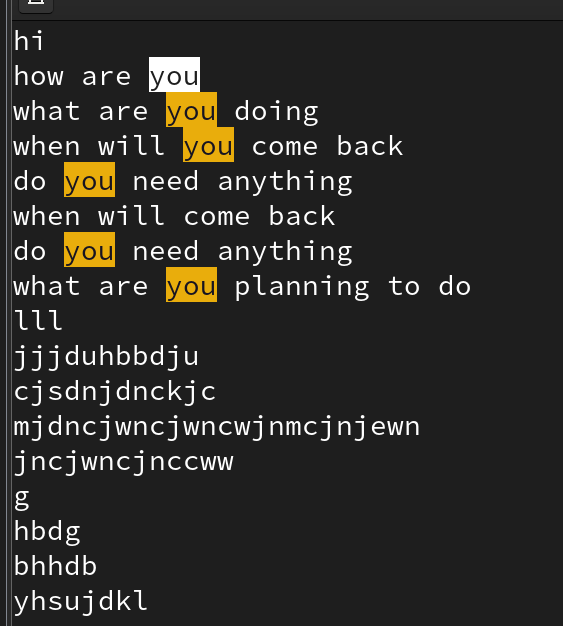 hi
how are you
what are you doing
when will you come back
do you need anything
when will come back
do you need anything
what are you planning to do
lll
jjjduhbbdju
cjsdnjdnckjc
mjdncjwncjwncwjnmcjnjewn
jncjwncjnccww
g
hbdg
bhhdb
yhsujdkl